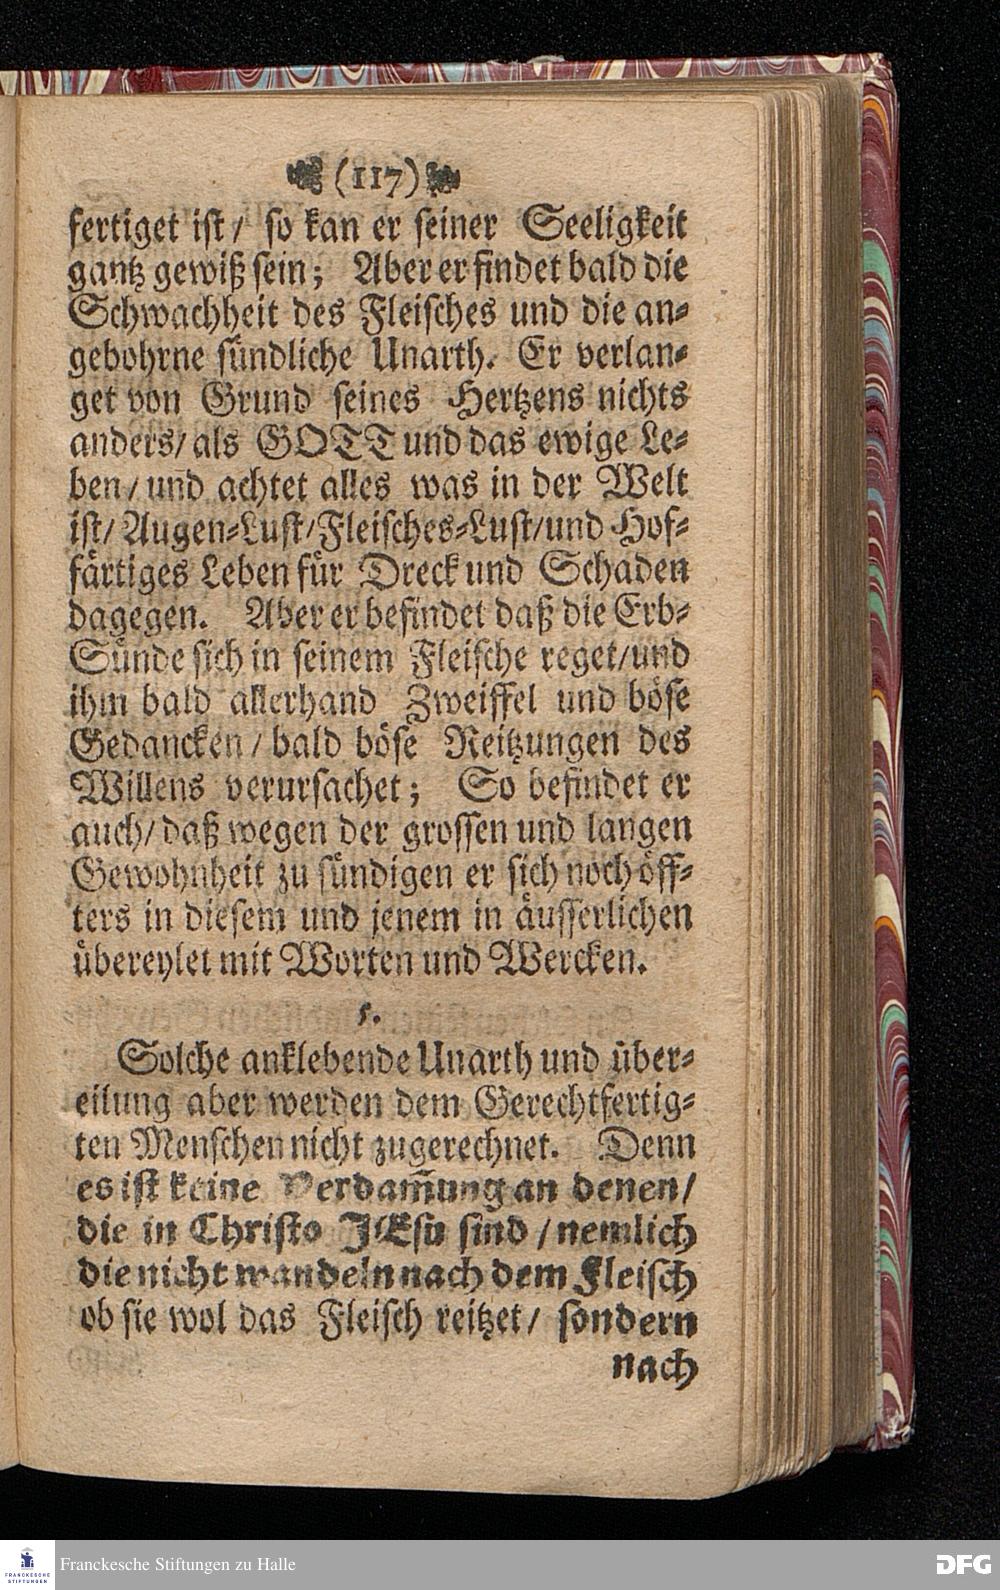 (117)
fertiget ist/ so kan er seiner Seeligkeit
gantz gewiß sein; Aber er findet bald die
Schwachheit des Fleisches und die an-
gebohrne sündliche Unarth. Er verlan-
get von Grund seines Hertzens nichts
anders/ als GOTT und das ewige Le-
ben/ und achtet alles was in der Welt
ist/ Augen-Lust/Fleisches-Lust/und Hof-
färtiges Leben für Dreck und Schaden
dagegen. Aber er befindet daß die Erb-
Sünde sich in seinem Fleische reget/und
ihm bald allerhand Zweiffel und böse
Gedancken/ bald böse Reitzungen des
Willens verursachet; So befindet er
auch/ daß wegen der grossen und langen
Gewohnheit zu sündigen er sich noch öff-
ters in diesem und jenem in äusserlichen
übereylet mit Worten und Wercken.
5.
Solche anklebende Unarth und über-
eilung aber werden dem Gerechtfertig-
ten Menschen nicht zugerechnet. Denn
es ist keine Verdam̅ung an denen/
die in Christo JEsu sind/ nemlich
die nicht wandeln nach dem Fleisch
ob sie wol das Fleisch reitzet/ sondern
nach
FRANCKESCHE
STIFTUNGEN
Franckesche Stiftungen zu Halle
DFG